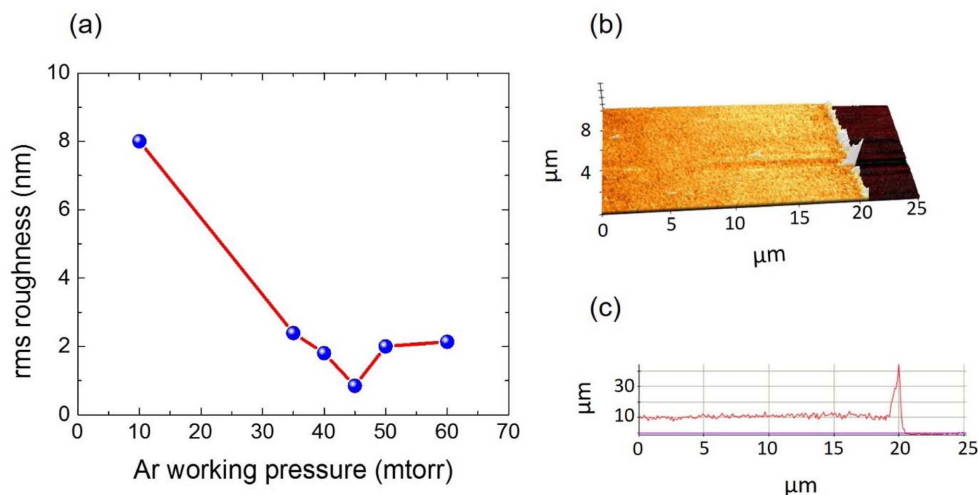 (a)
rms roughness (nm)
10
8
6
4
2
0
0 10 20 30 40 50 60 70
Ar working pressure (mtorr)
(b)
µm
8
4
0 5 10 15 20 25
µm
(c)
µm
30
10
0 5 10 15 20 25
µm